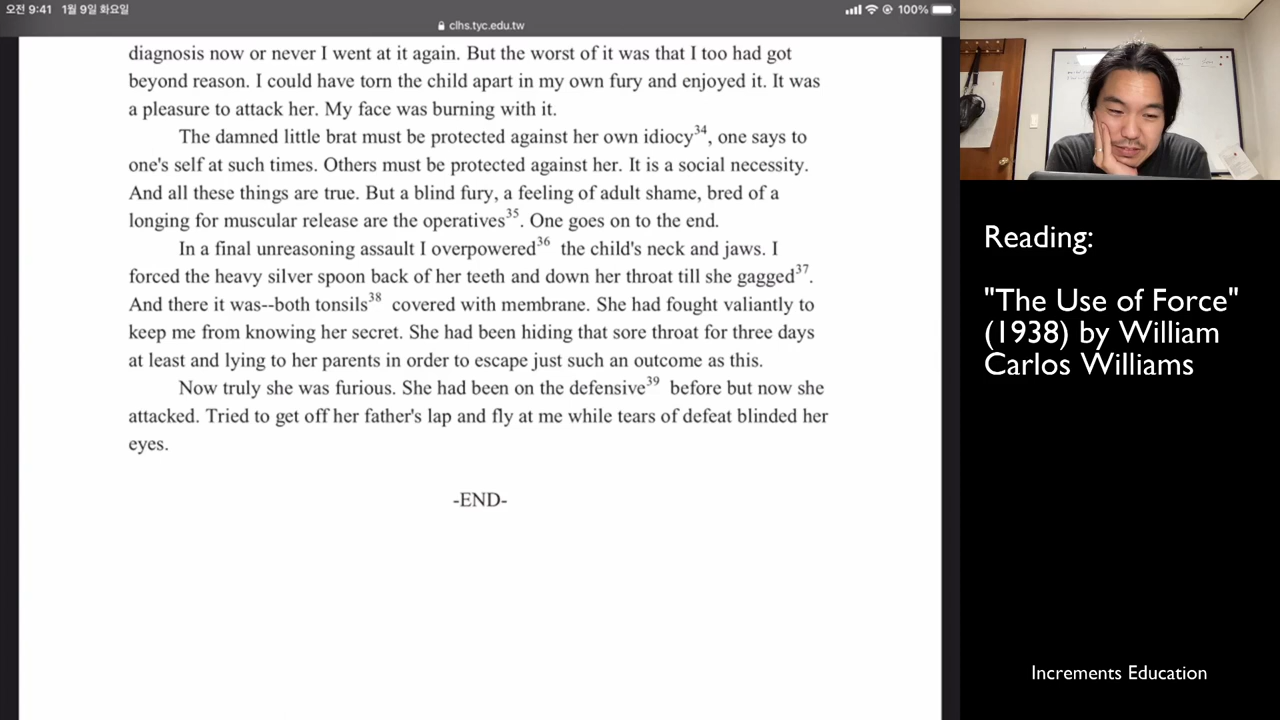 오전 9:41 1월 9일 화요일
100%
clhs.tyc.edu.tw
diagnosis now or never I went at it again. But the worst of it was that I too had got
beyond reason. I could have torn the child apart in my own fury and enjoyed it. It was
a pleasure to attack her. My face was burning with it.
The damned little brat must be protected against her own idiocy34, one says to
one's self at such times. Others must be protected against her. It is a social necessity.
And all these things are true. But a blind fury, a feeling of adult shame, bred of a
longing for muscular release are the operatives35. One goes on to the end.
In a final unreasoning assault I overpowered36 the child's neck and jaws. I
forced the heavy silver spoon back of her teeth and down her throat till she gagged37.
And there it was--both tonsils38 covered with membrane. She had fought valiantly to
keep me from knowing her secret. She had been hiding that sore throat for three days
at least and lying to her parents in order to escape just such an outcome as this.
Now truly she was furious. She had been on the defensive39 before but now she
attacked. Tried to get off her father's lap and fly at me while tears of defeat blinded her
eyes.
-END-
Reading:
"The Use of Force"
(1938) by William
Carlos Williams
Increments Education